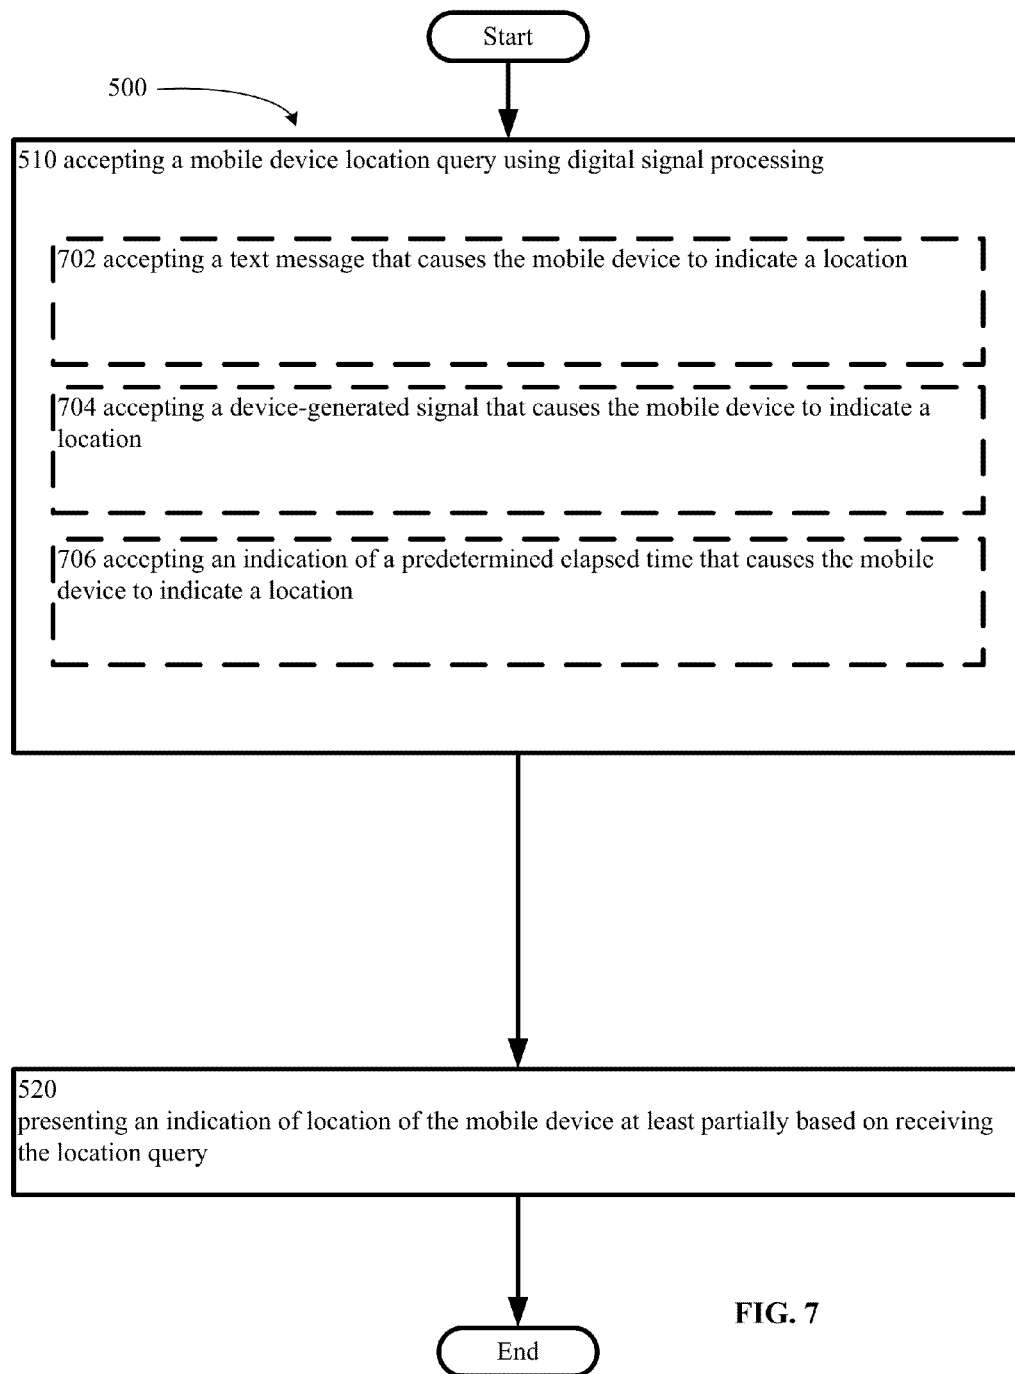 Start
500
510 accepting a mobile device location query using digital signal processing
702 accepting a text message that causes the mobile device to indicate a location
704 accepting a device-generated signal that causes the mobile device to indicate a
location
706 accepting an indication of a predetermined elapsed time that causes the mobile
device to indicate a location
520
presenting an indication of location of the mobile device at least partially based on receiving
the location query
FIG. 7
End